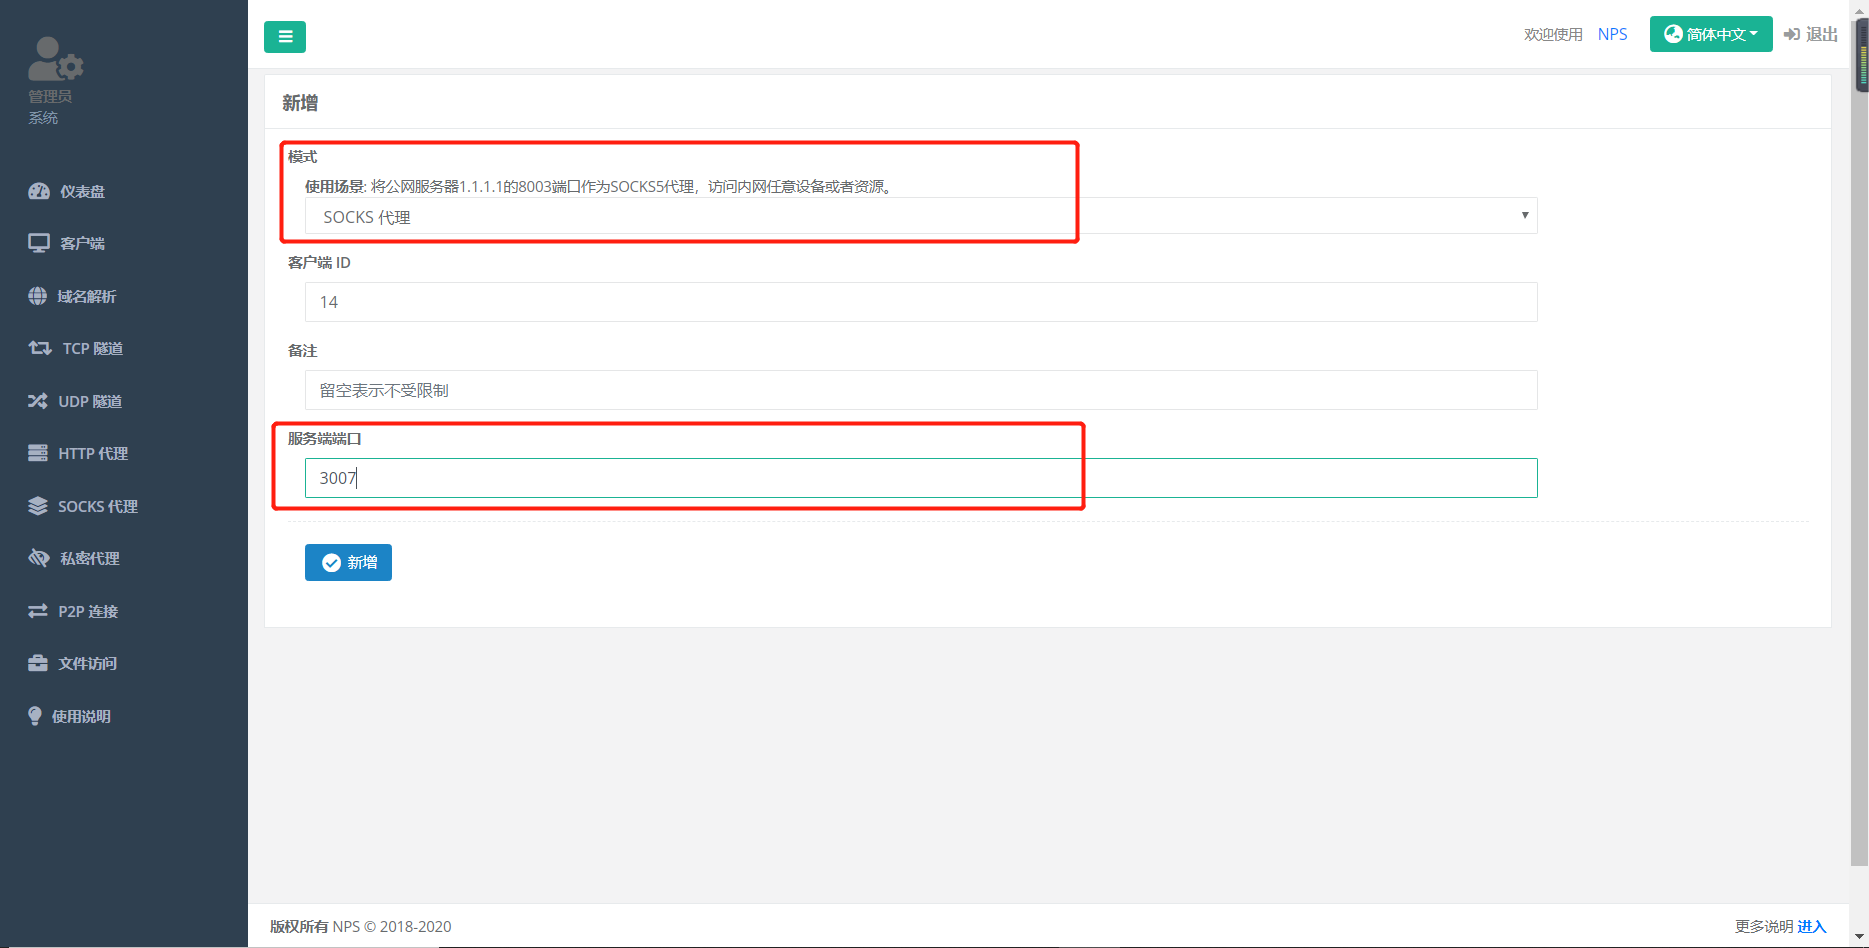 欢迎使用 NPS 简体中文 退出
管理员
系统
仪表盘
客户端
域名解析
TCP 隧道
UDP 隧道
HTTP 代理
SOCKS 代理
私密代理
P2P 连接
文件访问
使用说明
新增
模式
使用场景: 将公网服务器1.1.1.1的8003端口作为SOCKS5代理，访问内网任意设备或者资源。
SOCKS 代理
客户端 ID
14
备注
留空表示不受限制
服务端端口
3007
新增
版权所有 NPS © 2018-2020
更多说明 进入